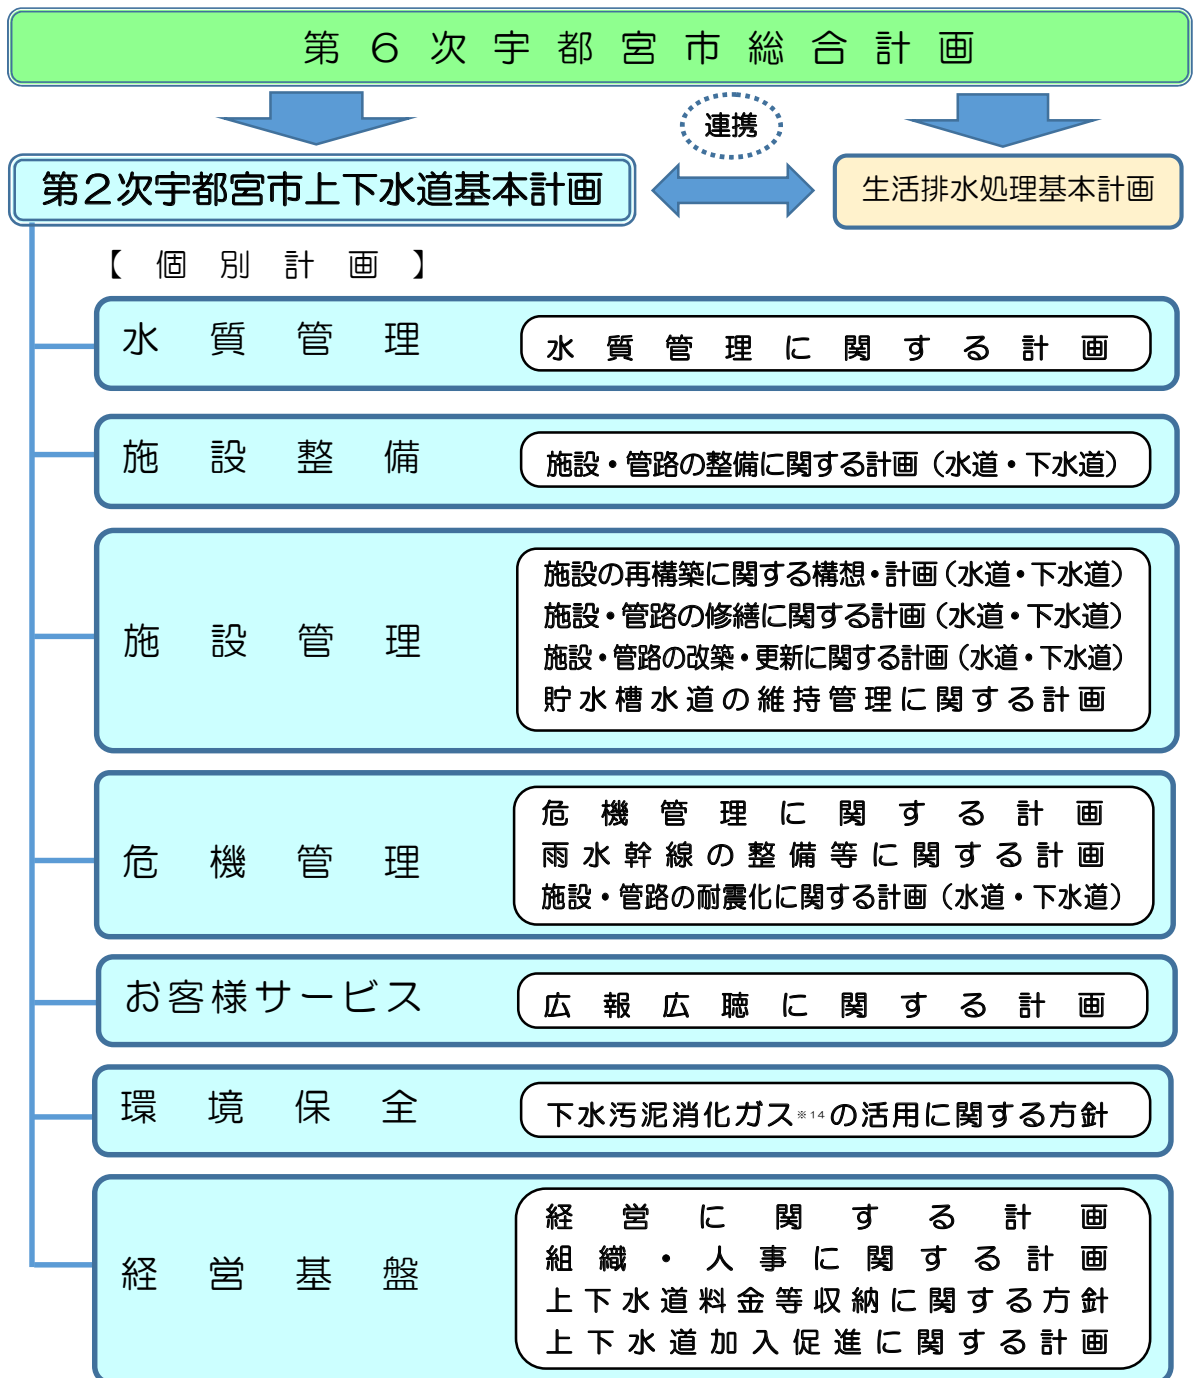 第６次宇都宮市総合計画
連携
第２次宇都宮市上下水道基本計画
生活排水処理基本計画
【個別計画】
水質管理
水質管理に関する計画
施設整備
施設・管路の整備に関する計画（水道・下水道）
施設管理
施設の再構築に関する構想・計画（水道・下水道）
施設・管路の修繕に関する計画（水道・下水道）
施設・管路の改築・更新に関する計画（水道・下水道）
貯水槽水道の維持管理に関する計画
危機管理
危機管理に関する計画
雨水幹線の整備等に関する計画
施設・管路の耐震化に関する計画（水道・下水道）
お客様サービス
広報広聴に関する計画
環境保全
下水汚泥消化ガス※14の活用に関する方針
経営基盤
経営に関する計画
組織・人事に関する計画
上下水道料金等収納に関する方針
上下水道加入促進に関する計画